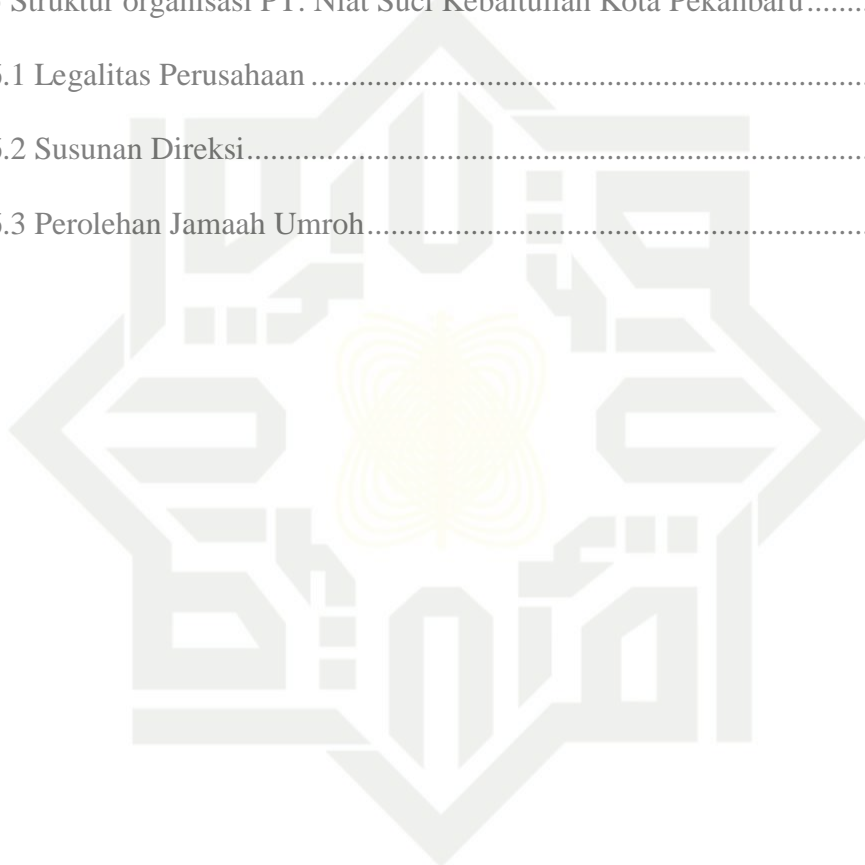 Struktur organisasi PT. Niat Suci Kebaitullah Kota Pekanbaru........
.1 Legalitas Perusahaan ......................................................................
.2 Susunan Direksi..............................................................................
.3 Perolehan Jamaah Umroh...............................................................